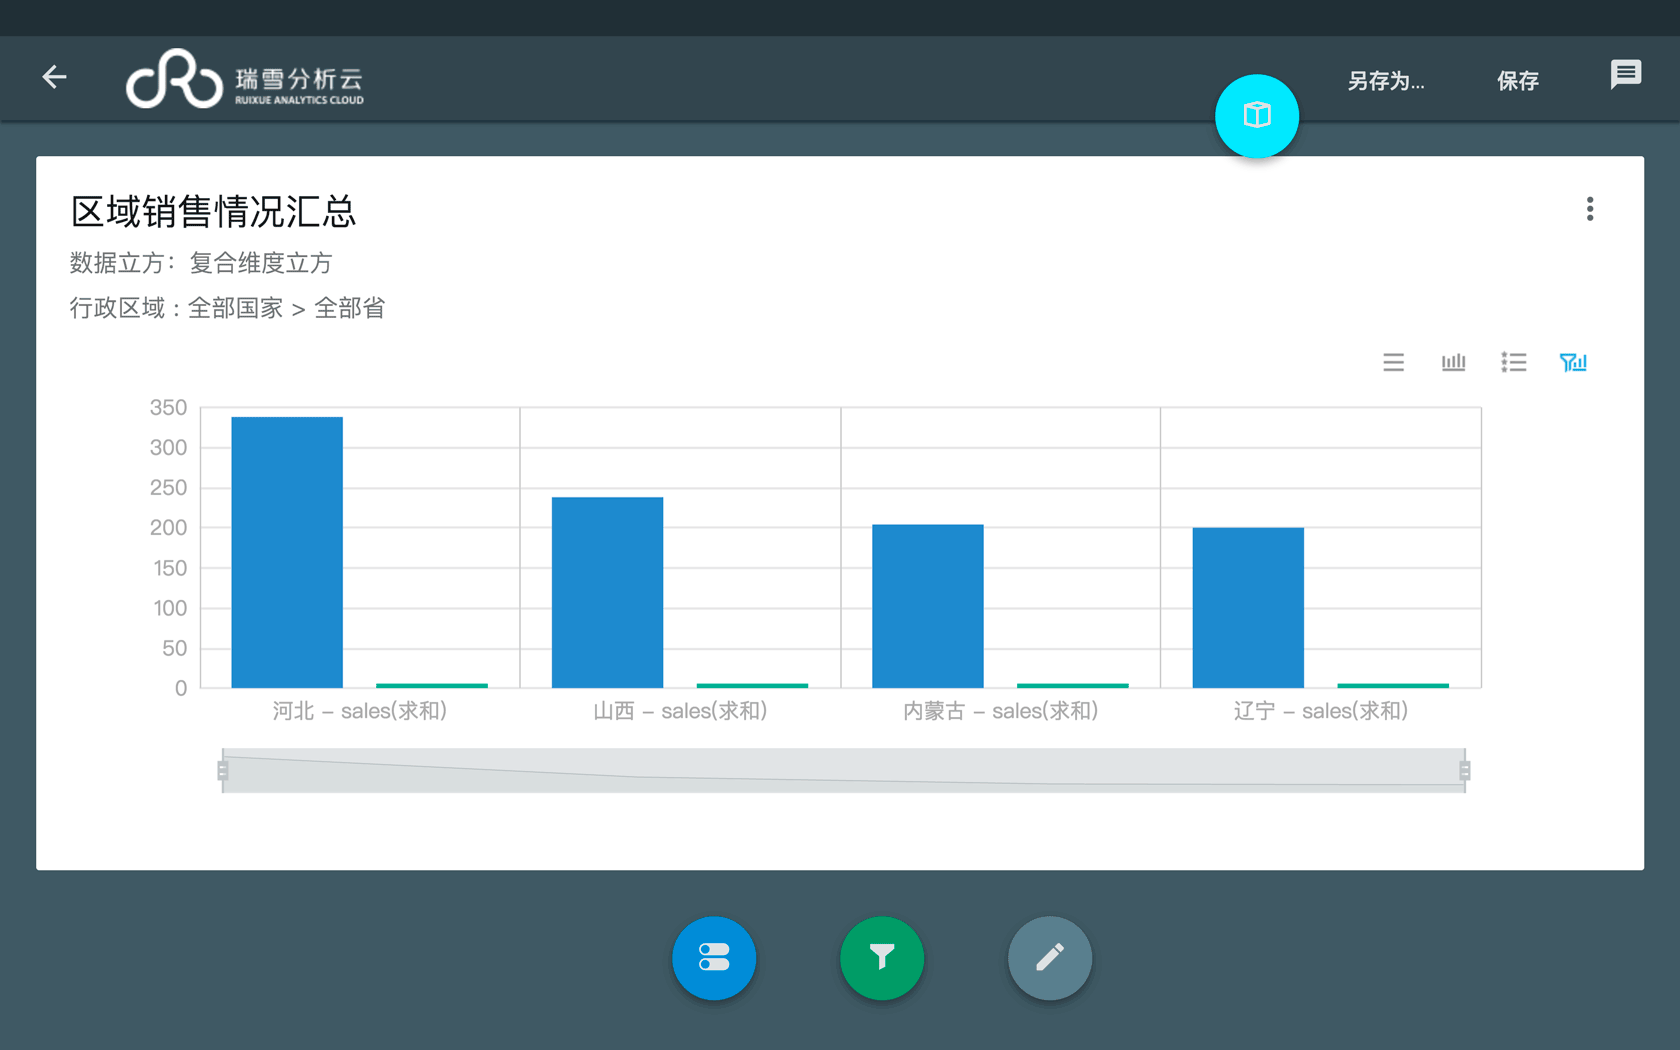 瑞雪分析云
RUIXUE ANALYTICS CLOUD
另存为...
保存
区域销售情况汇总
数据立方：复合维度立方
行政区域 : 全部国家 > 全部省
350
300
250
200
150
100
50
0
河北 - sales(求和)
山西 - sales(求和)
内蒙古 - sales(求和)
辽宁 - sales(求和)